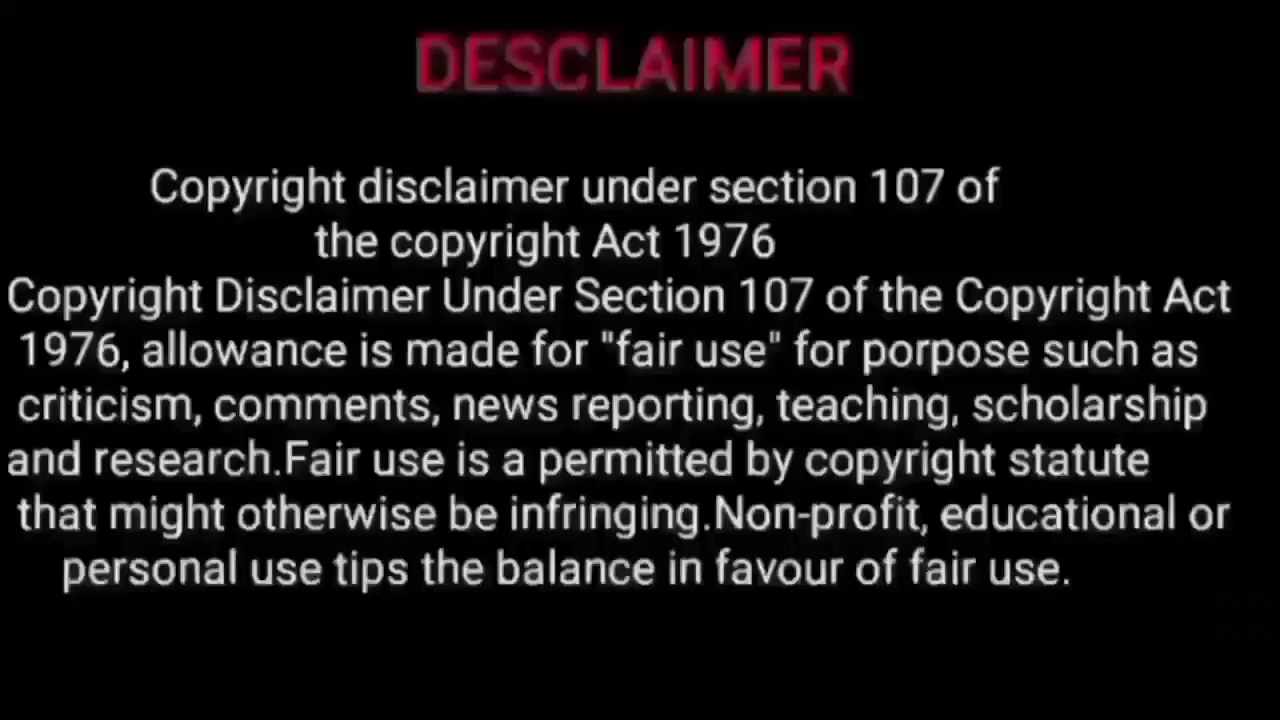 DESCLAIMER
Copyright disclaimer under section 107 of
the copyright Act 1976
Copyright Disclaimer Under Section 107 of the Copyright Act
1976, allowance is made for "fair use" for porpose such as
criticism, comments, news reporting, teaching, scholarship
and research.Fair use is a permitted by copyright statute
that might otherwise be infringing.Non-profit, educational or
personal use tips the balance in favour of fair use.